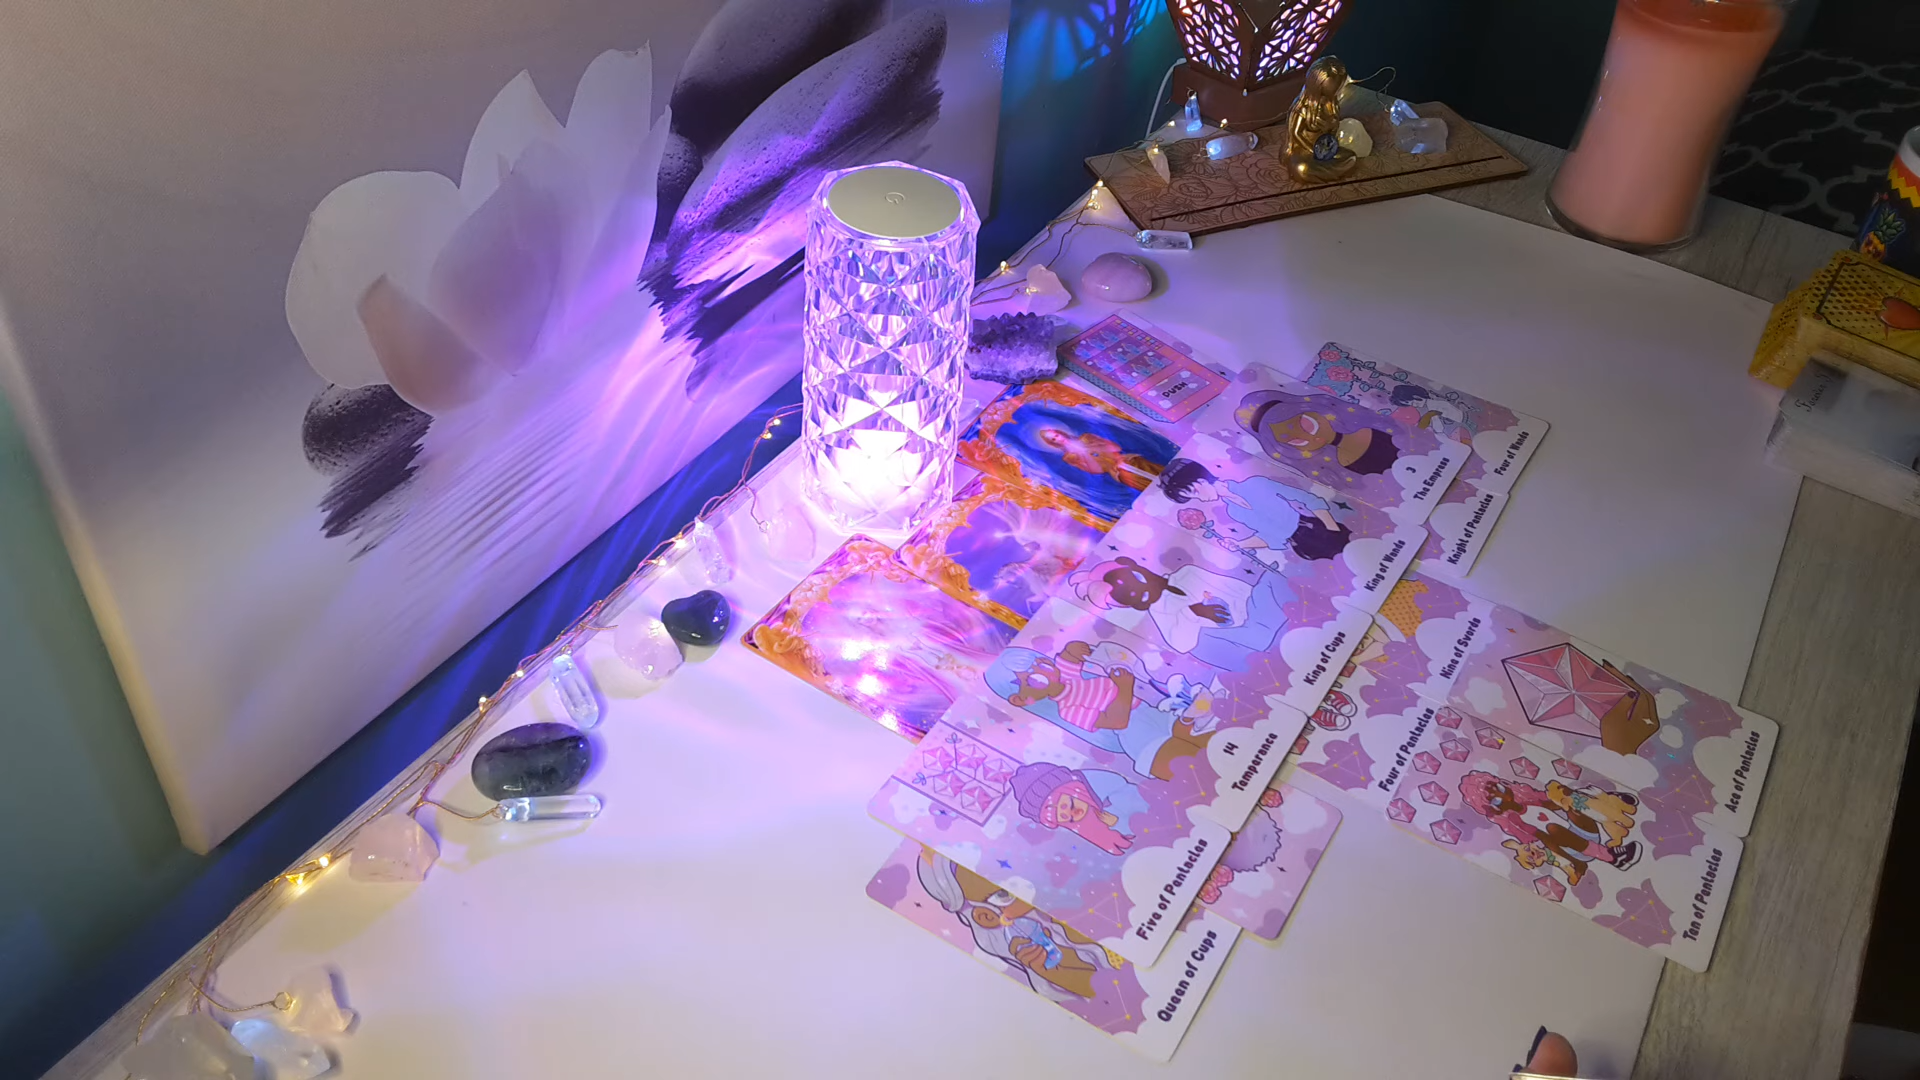 PUSH
Four of Wands
3
The Empress
Knight of Pentacles
King of Wands
King of Cups
Nine of Swords
14
Temperance
Four of Pentacles
Ace of Pentacles
Five of Pentacles
Ten of Pentacles
Queen of Cups